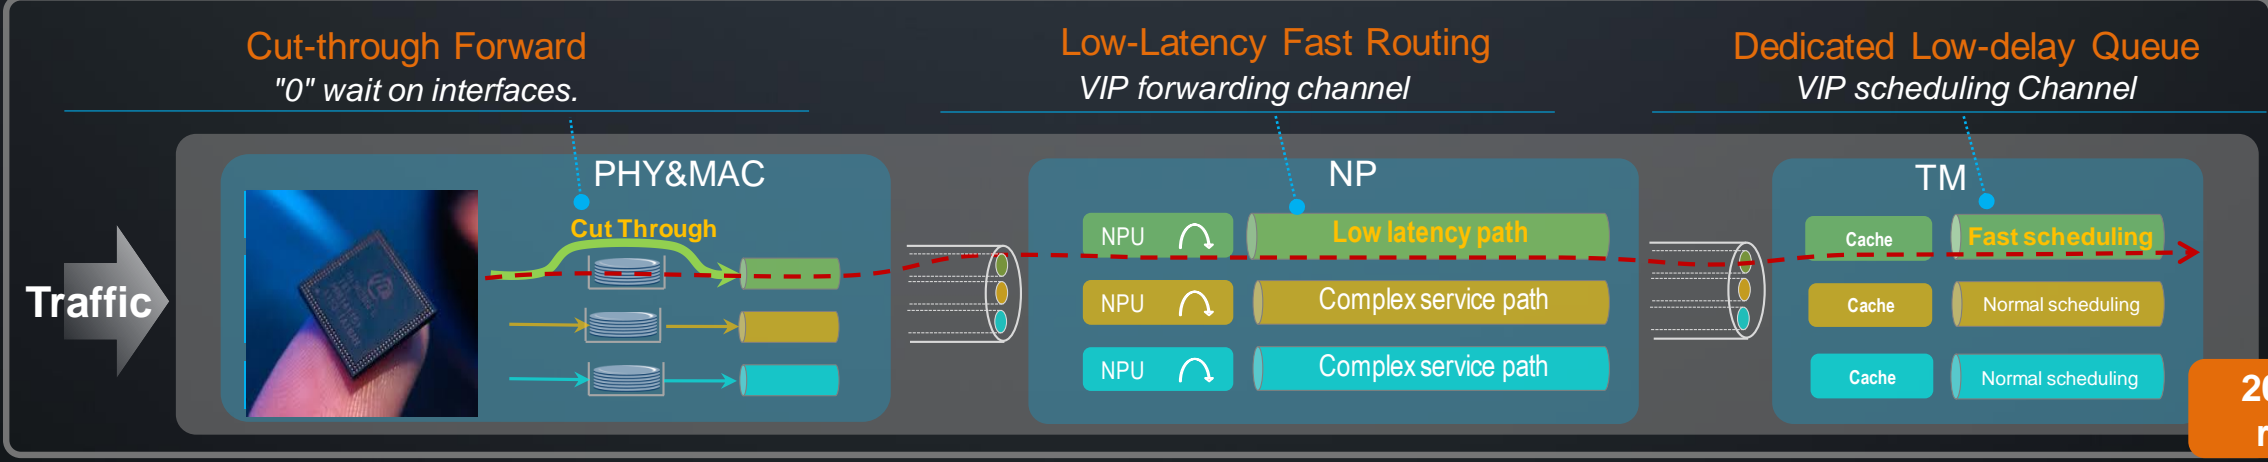 Cut-through Forward
"0" wait on interfaces.
Low-Latency Fast Routing
VIP forwarding channel
Dedicated Low-delay Queue
VIP scheduling Channel
Traffic
PHY&MAC
Cut Through
NP
NPU
Low latency path
NPU
Complex service path
NPU
Complex service path
TM
Cache
Fast scheduling
Cache
Normal scheduling
Cache
Normal scheduling